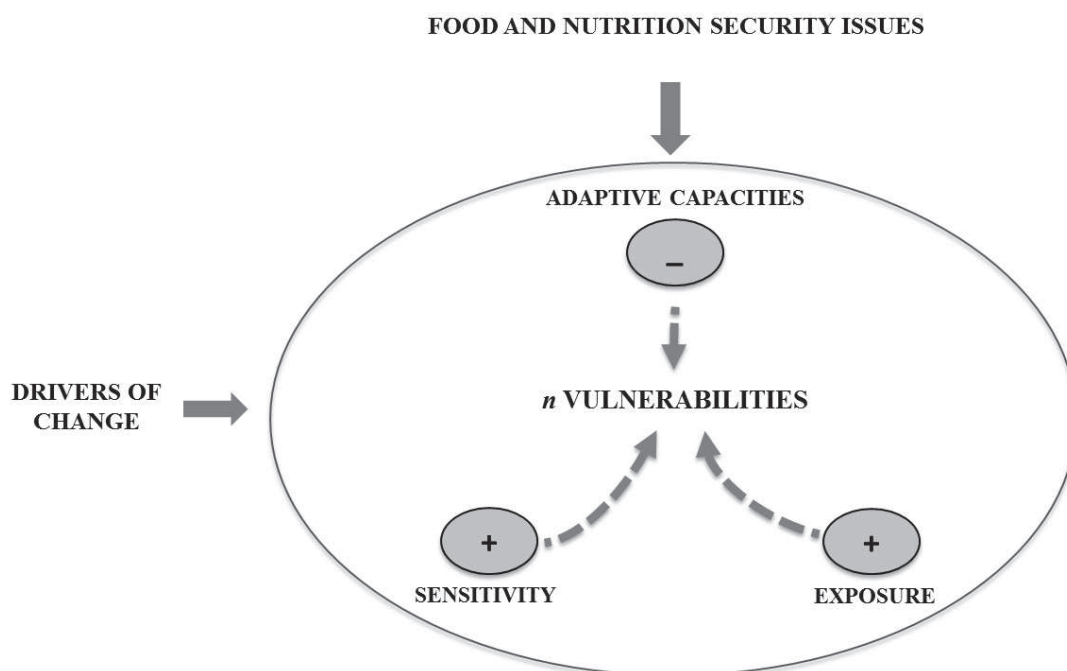 FOOD AND NUTRITION SECURITY ISSUES
ADAPTIVE CAPACITIES
–
DRIVERS OF
CHANGE
n VULNERABILITIES
+
+
SENSITIVITY
EXPOSURE